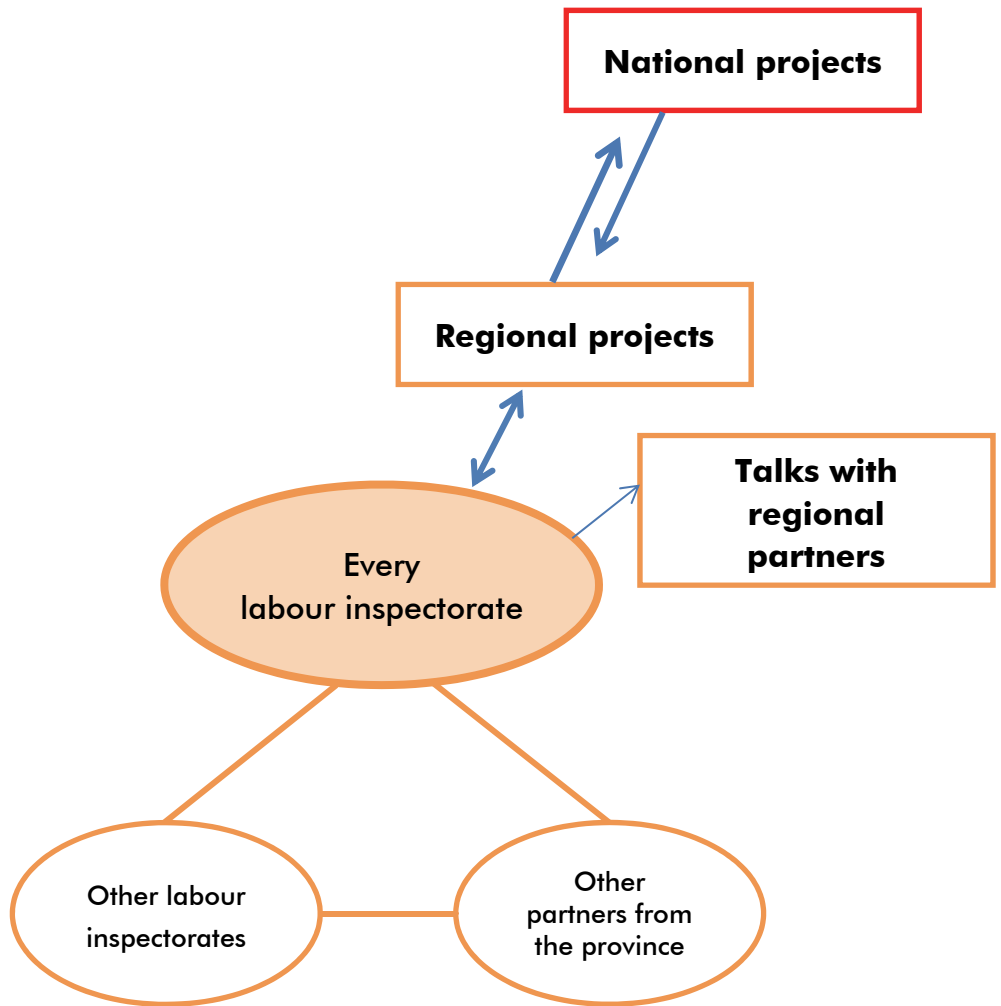 National projects
Regional projects
Talks with
regional
partners
Every
labour inspectorate
Other labour
inspectorates
Other
partners from
the province